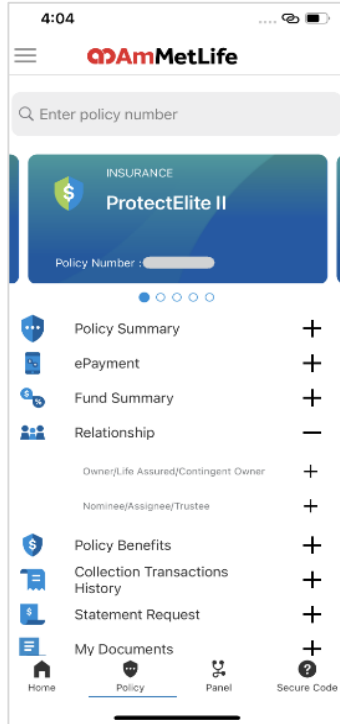 4:04
AmMetLife
Enter policy number
INSURANCE
ProtectElite II
Policy Number :
Policy Summary
ePayment
Fund Summary
Relationship
Owner/Life Assured/Contingent Owner
Nominee/Assignee/Trustee
Policy Benefits
Collection Transactions
History
Statement Request
My Documents
Home Policy Panel Secure Code